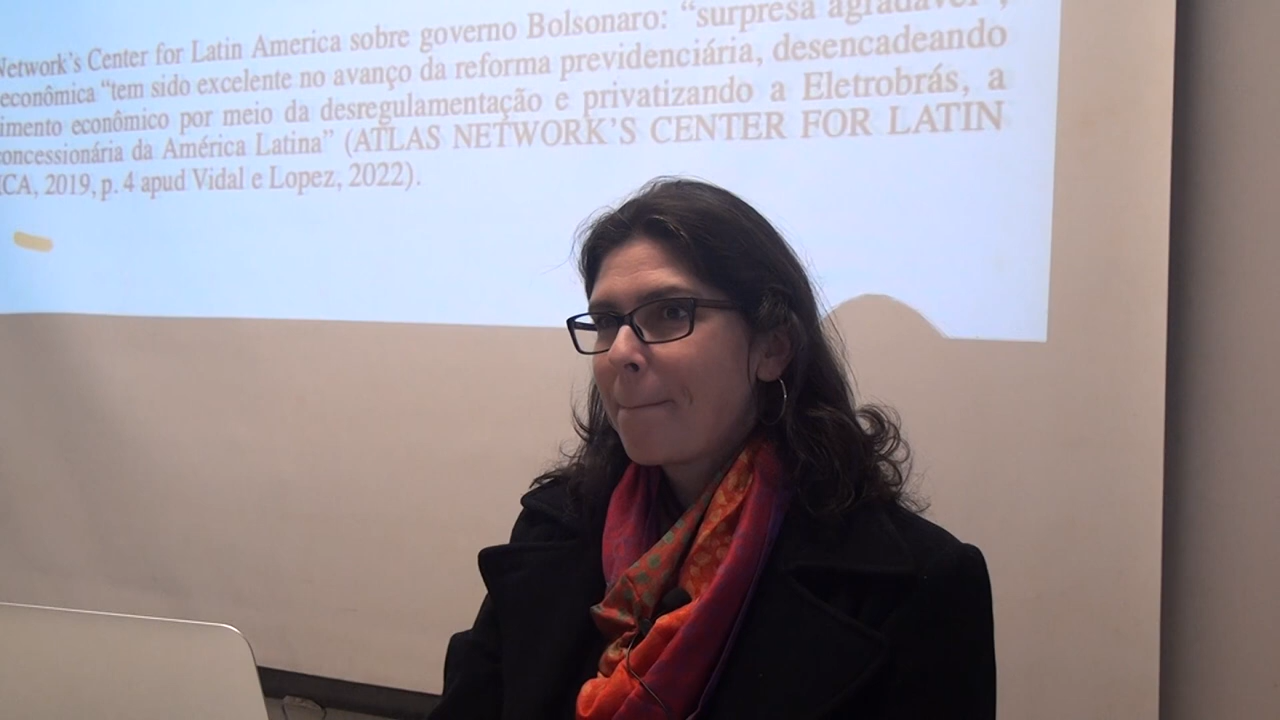 Network's Center for Latin America sobre governo Bolsonaro: “surpresa agradável”,
econômica “tem sido excelente no avanço da reforma previdenciária, desencadeando
imento econômico por meio da desregulamentação e privatizando a Eletrobrás, a
concessionária da América Latina” (ATLAS NETWORK'S CENTER FOR LATIN
ICA, 2019, p. 4 apud Vidal e Lopez, 2022).